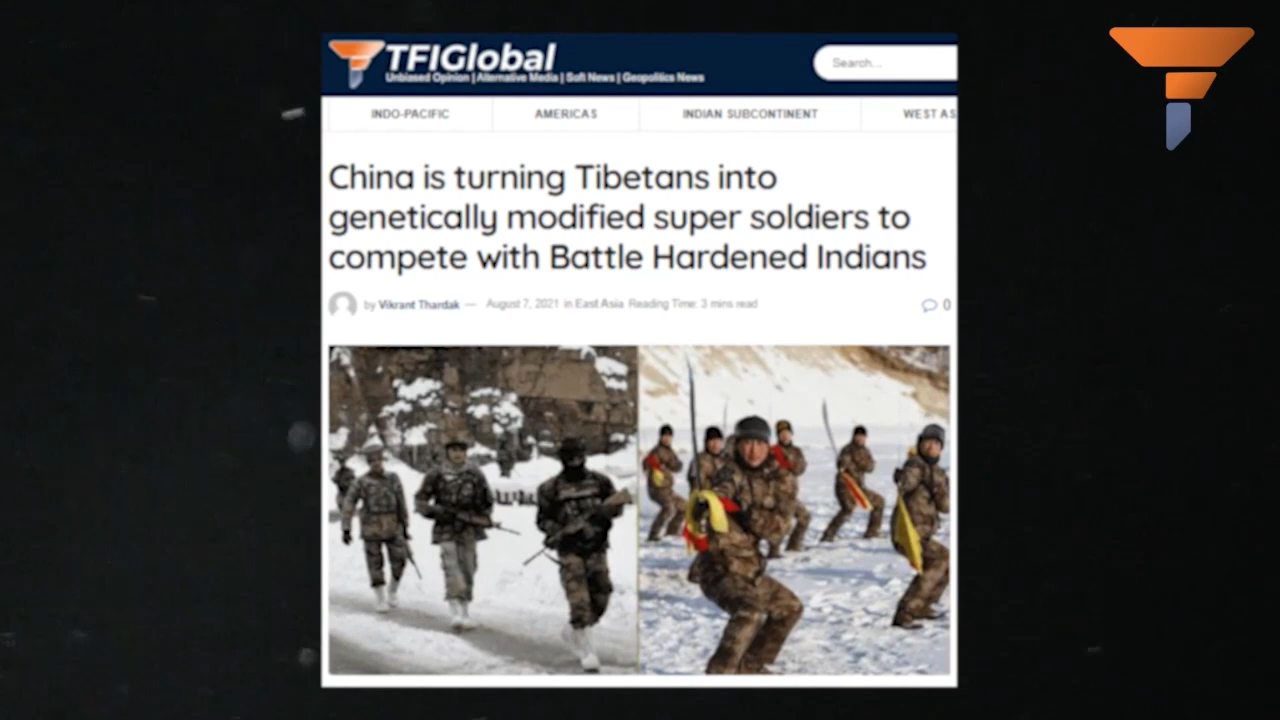 TFIGlobal
Unbiased Opinion | Alternative Media | Soft News | Geopolitics News
Search...
INDO-PACIFIC AMERICAS INDIAN SUBCONTINENT WEST AS
China is turning Tibetans into
genetically modified super soldiers to
compete with Battle Hardened Indians
by Vikrant Thardak — August 7, 2021 in East Asia Reading Time: 3 mins read 0